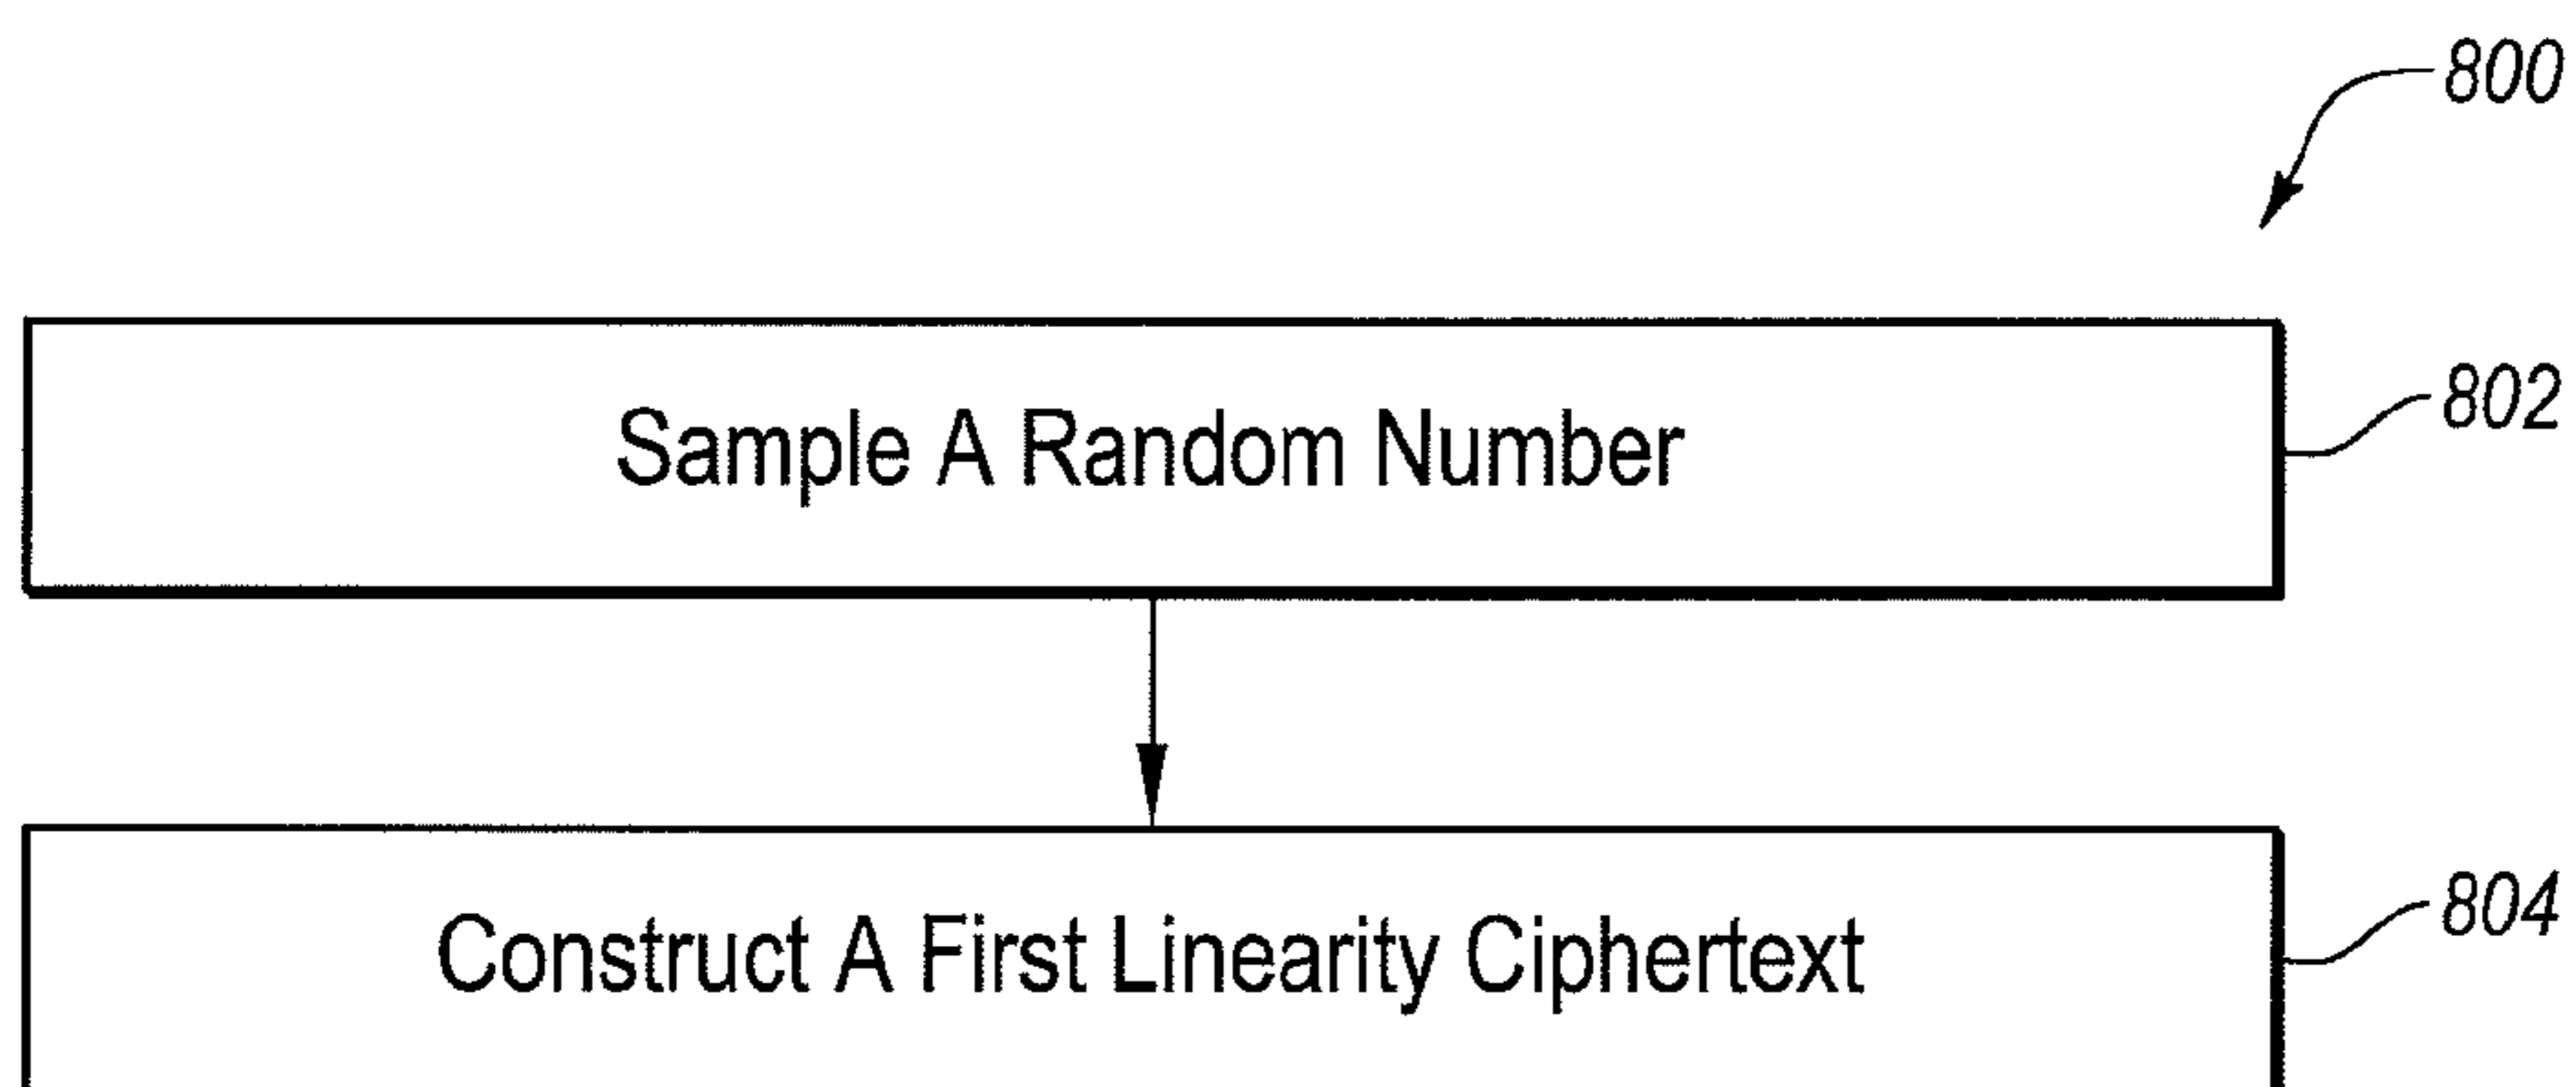 800
Sample A Random Number
802
Construct A First Linearity Ciphertext
804